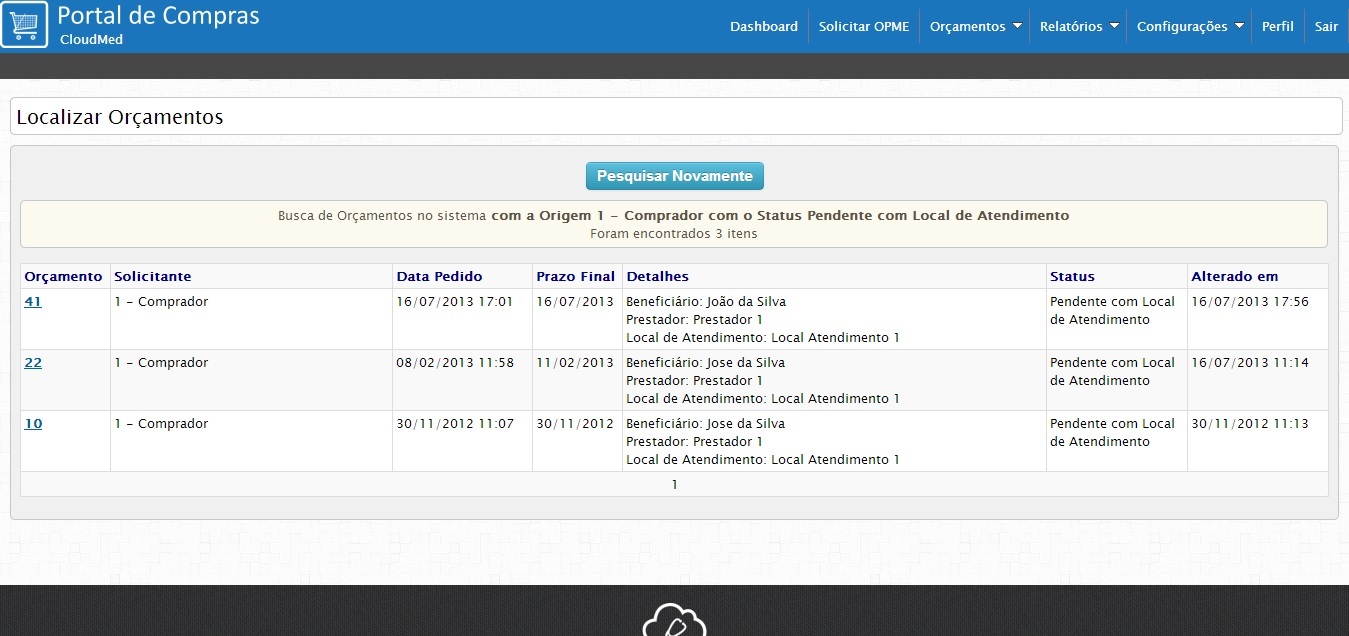 Portal de Compras
CloudMed
Dashboard Solicitar OPME Orçamentos Relatórios Configurações Perfil Sair
Localizar Orçamentos
Pesquisar Novamente
Busca de Orçamentos no sistema com a Origem 1 - Comprador com o Status Pendente com Local de Atendimento
Foram encontrados 3 itens
Orçamento Solicitante Data Pedido Prazo Final Detalhes Status Alterado em
41 1 - Comprador 16/07/2013 17:01 16/07/2013 Beneficiário: João da Silva Pendente com Local 16/07/2013 17:56
Prestador: Prestador 1 de Atendimento
Local de Atendimento: Local Atendimento 1
22 1 - Comprador 08/02/2013 11:58 11/02/2013 Beneficiário: Jose da Silva Pendente com Local 16/07/2013 11:14
Prestador: Prestador 1 de Atendimento
Local de Atendimento: Local Atendimento 1
10 1 - Comprador 30/11/2012 11:07 30/11/2012 Beneficiário: Jose da Silva Pendente com Local 30/11/2012 11:13
Prestador: Prestador 1 de Atendimento
Local de Atendimento: Local Atendimento 1
1